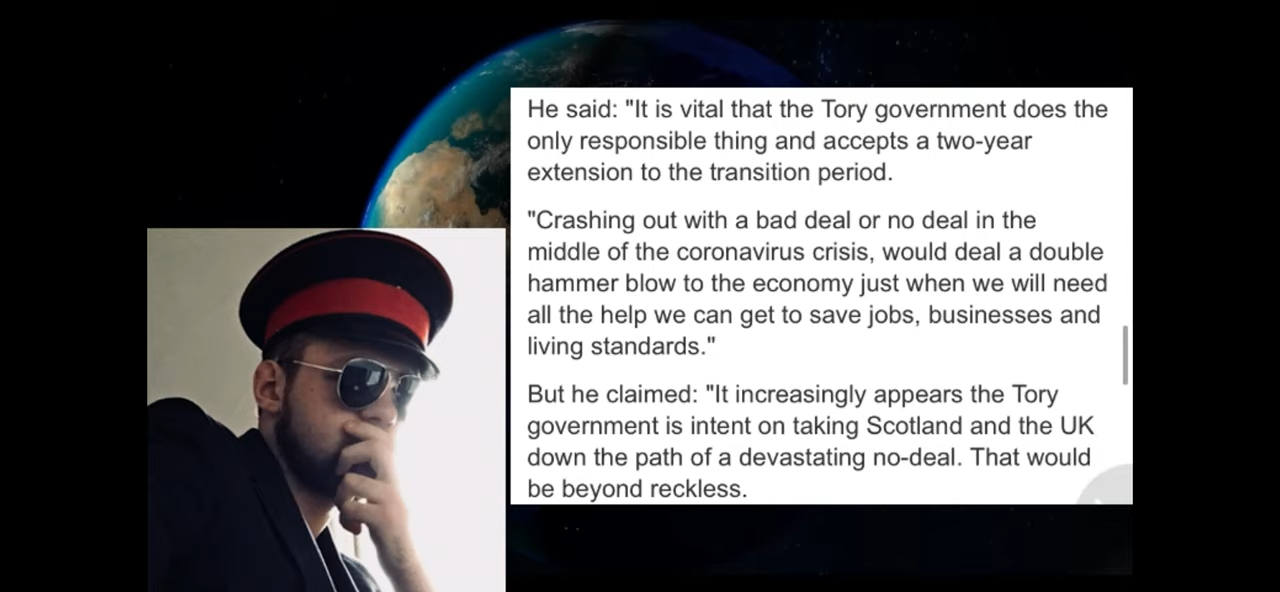 He said: "It is vital that the Tory government does the
only responsible thing and accepts a two-year
extension to the transition period.
"Crashing out with a bad deal or no deal in the
middle of the coronavirus crisis, would deal a double
hammer blow to the economy just when we will need
all the help we can get to save jobs, businesses and
living standards."
But he claimed: "It increasingly appears the Tory
government is intent on taking Scotland and the UK
down the path of a devastating no-deal. That would
be beyond reckless.